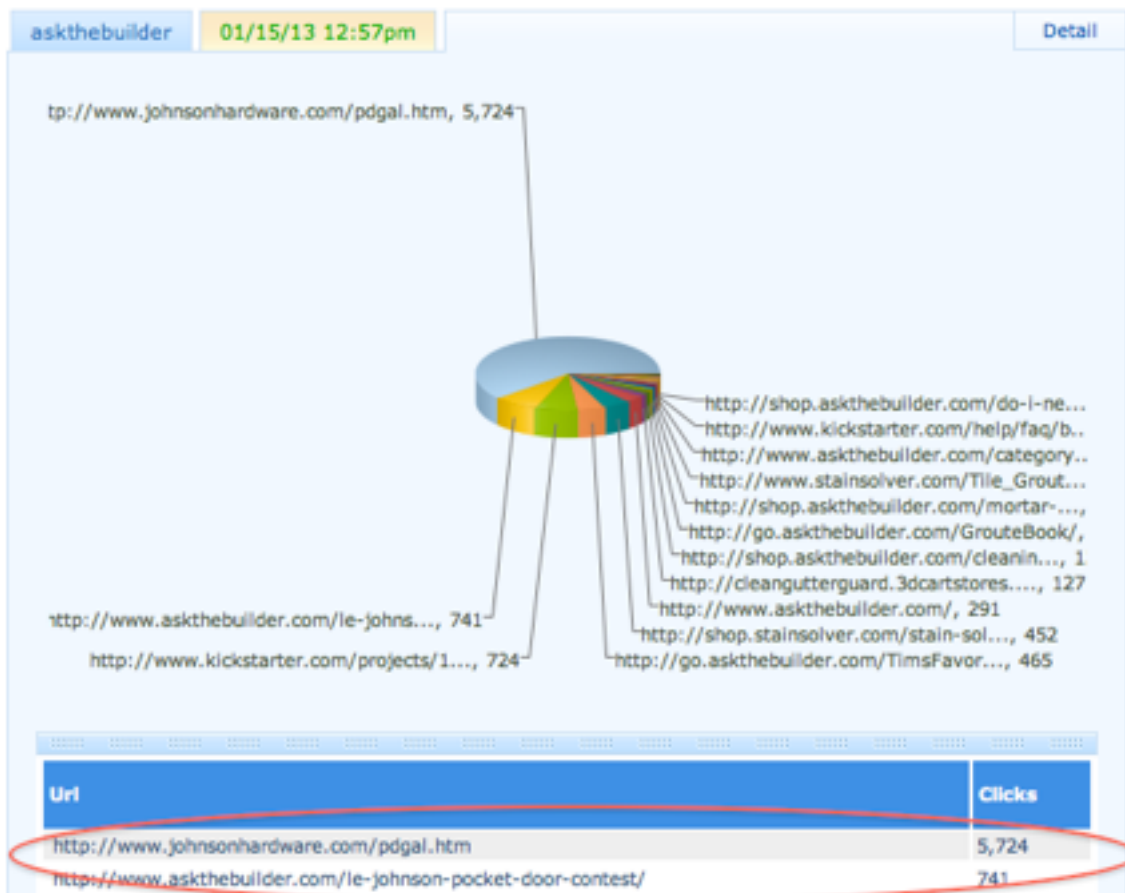 askthebuilder 01/15/13 12:57pm Detail
tp://www.johnsonhardware.com/pdgal.htm, 5,724
http://shop.askthebuilder.com/do-i-ne...
http://www.kickstarter.com/help/faq/b..
http://www.askthebuilder.com/category..
http://www.stainsolver.com/Tile_Grout...
http://shop.askthebuilder.com/mortar-...,
http://go.askthebuilder.com/GrouteBook/,
http://shop.askthebuilder.com/cleanin..., 1
http://cleangutterguard.3dcartstores...., 127
http://www.askthebuilder.com/, 291
http://www.askthebuilder.com/le-johns..., 741
http://shop.stainsolver.com/stain-sol..., 452
http://www.kickstarter.com/projects/1..., 724
http://go.askthebuilder.com/TimsFavor..., 465
Url Clicks
http://www.johnsonhardware.com/pdgal.htm 5,724
http://www.askthebuilder.com/le-johnson-pocket-door-contest/ 741